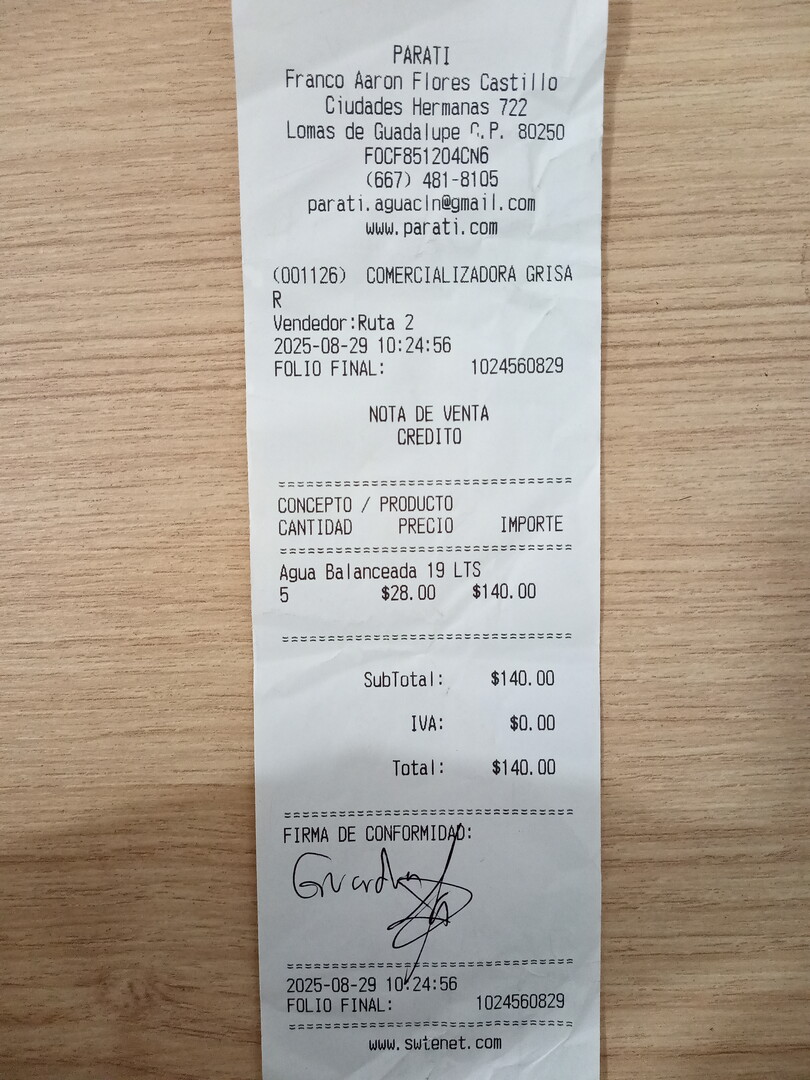 PARATI
Franco Aaron Flores Castillo
Ciudades Hermanas 722
Lomas de Guadalupe C.P. 80250
FOCF851204CN6
(667) 481-8105
parati.aguacln@gmail.com
www.parati.com
(001126) COMERCIALIZADORA GRISA
R
Vendedor:Ruta 2
2025-08-29 10:24:56
FOLIO FINAL: 1024560829
NOTA DE VENTA
CREDITO
================================
CONCEPTO / PRODUCTO
CANTIDAD PRECIO IMPORTE
================================
Agua Balanceada 19 LTS
5 $28.00 $140.00
================================
SubTotal: $140.00
IVA: $0.00
Total: $140.00
================================
FIRMA DE CONFORMIDAD:
================================
2025-08-29 10:24:56
FOLIO FINAL: 1024560829
================================
www.swtenet.com